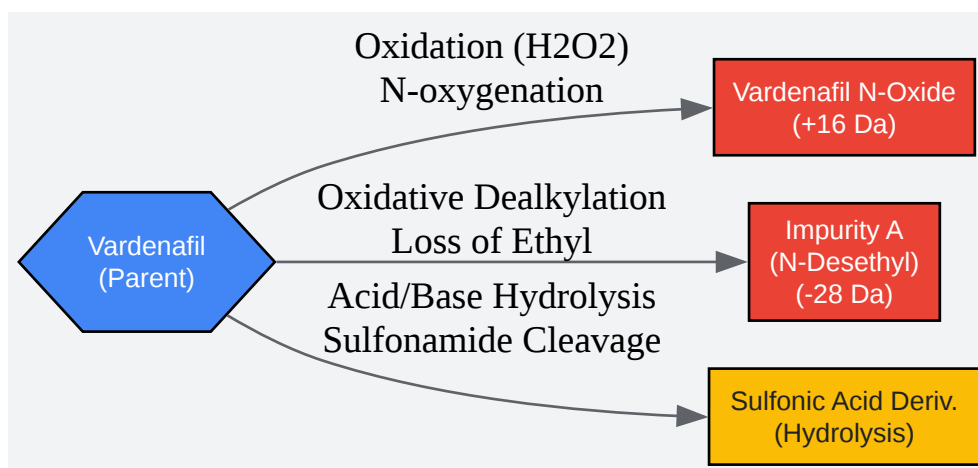 Oxidation (H2O2)
N-oxygenation
Vardenafil N-Oxide
(+16 Da)
Vardenafil
(Parent)
Oxidative Dealkylation
Loss of Ethyl
Impurity A
(N-Desethyl)
(-28 Da)
Acid/Base Hydrolysis
Sulfonamide Cleavage
Sulfonic Acid Deriv.
(Hydrolysis)